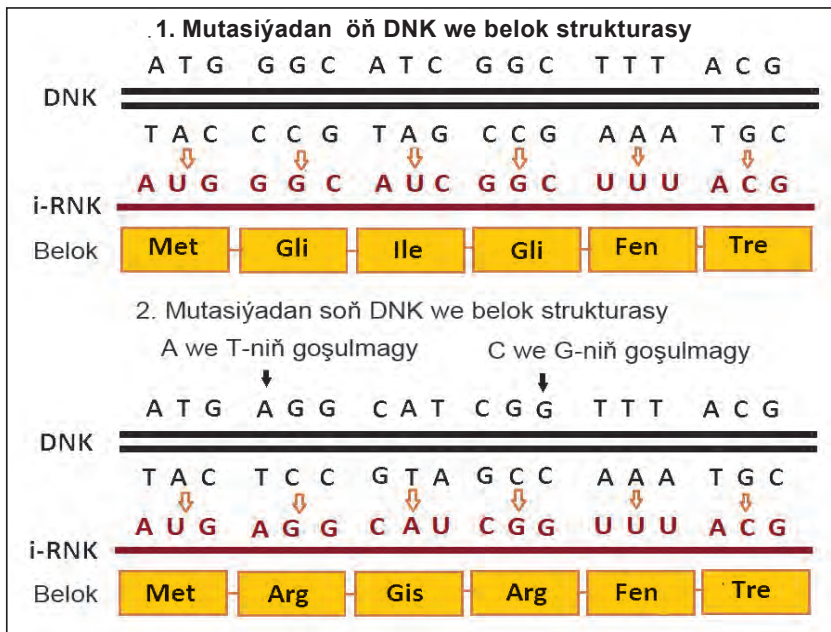 1. Mutasiýadan öň DNK we belok strukturasy
A T G G G C A T C G G C T T T A C G
DNK
T A C C C G T A G C C G A A A T G C
A U G G G C A U C G G C U U U A C G
i-RNK
Belok Met Gli Ile Gli Fen Tre
2. Mutasiýadan soň DNK we belok strukturasy
A we T-niň goşulmagy C we G-niň goşulmagy
A T G A G G C A T C G G T T T A C G
DNK
T A C T C C G T A G C C A A A T G C
A U G A G G C A U C G G U U U A C G
i-RNK
Belok Met Arg Gis Arg Fen Tre